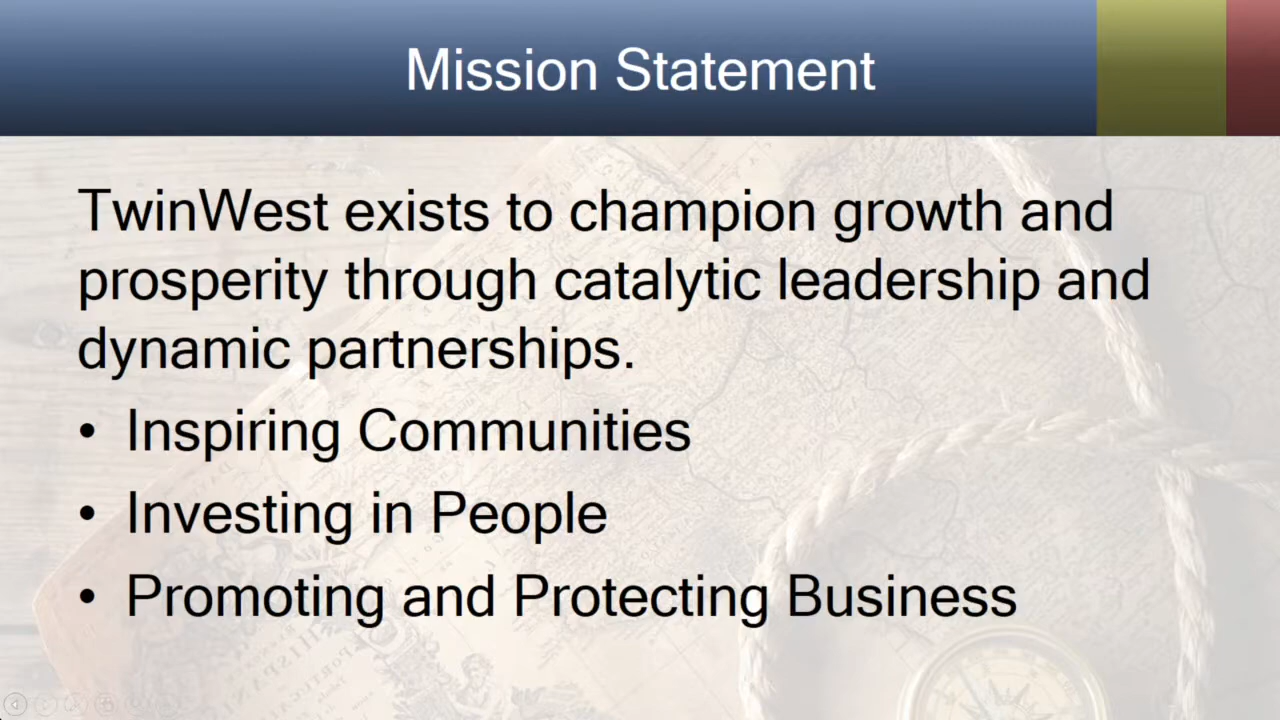 Mission Statement
TwinWest exists to champion growth and
prosperity through catalytic leadership and
dynamic partnerships.
• Inspiring Communities
• Investing in People
• Promoting and Protecting Business